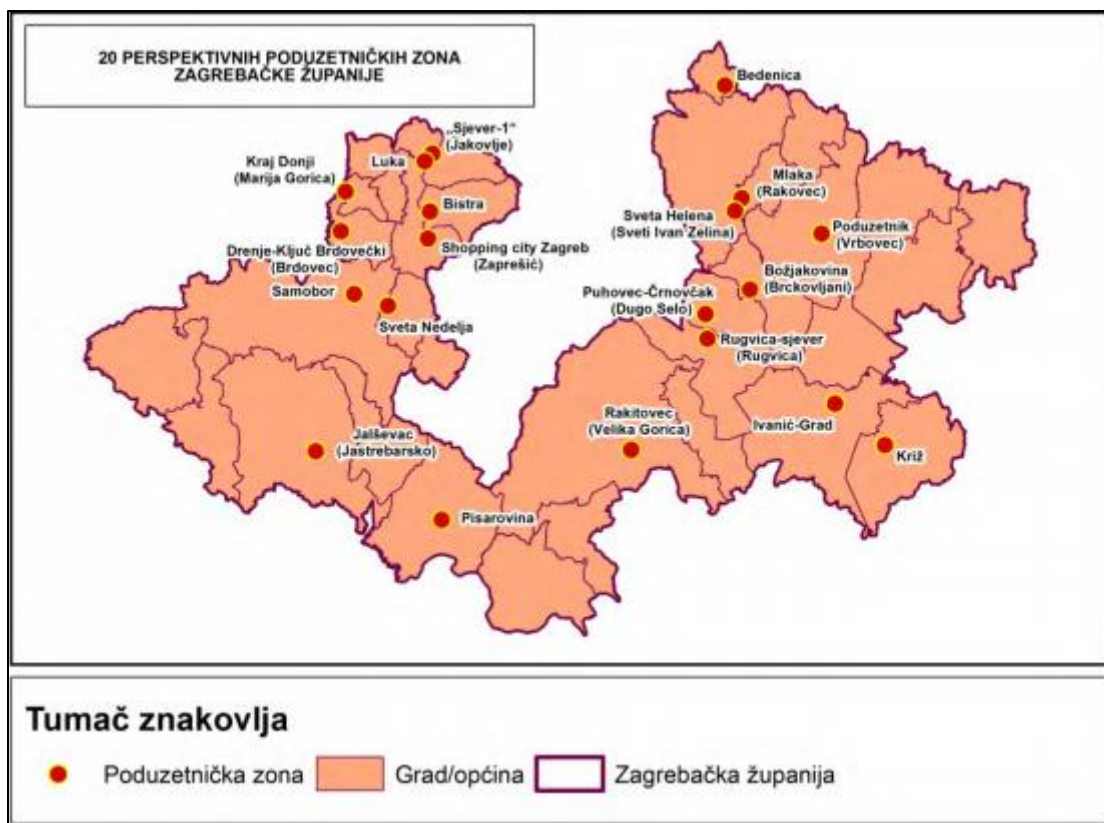 20 PERSPEKTIVNIH PODUZETNIČKIH ZONA
ZAGREBAČKE ŽUPANIJE
Bedenica
„Sjever-1“
(Jakovlje)
Luka
Kraj Donji
(Marija Gorica)
Mlaka
(Rakovec)
Bistra
Sveta Helena
(Sveti Ivan Zelina)
Poduzetnik
(Vrbovec)
Drenje-Ključ Brdovečki
(Brdovec)
Shopping city Zagreb
(Zaprešić)
Božjakovina
(Brckovljani)
Samobor
Puhovec-Črnovčak
(Dugo Selo)
Sveta Nedelja
Rugvica-sjever
(Rugvica)
Rakitovec
(Velika Gorica)
Ivanić-Grad
Jalševac
(Jastrebarsko)
Križ
Pisarovina
Tumač znakovlja
Poduzetnička zona
Grad/općina
Zagrebačka županija